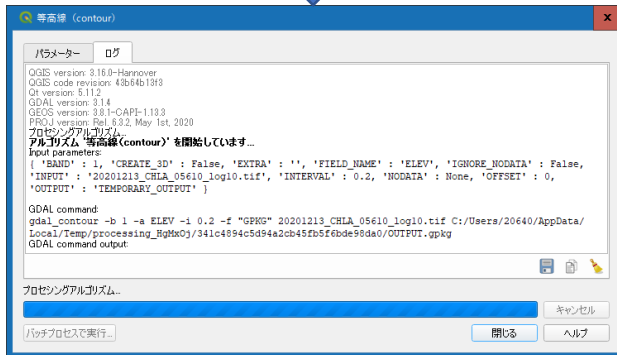 等高線 (contour)
x
パラメーター ログ
QGIS version: 3.16.0-Hannover
QGIS code revision: 43b64b13f3
Qt version: 5.11.2
GDAL version: 3.1.4
GEOS version: 3.8.1-CAPI-1.13.3
PROJ version: Rel. 6.3.2, May 1st, 2020
プロセシングアルゴリズム…
アルゴリズム '等高線(contour)' を開始しています…
Input parameters:
{ 'BAND' : 1, 'CREATE_3D' : False, 'EXTRA' : '', 'FIELD_NAME' : 'ELEV', 'IGNORE_NODATA' : False,
'INPUT' : '20201213_CHLA_05610_log10.tif', 'INTERVAL' : 0.2, 'NODATA' : None, 'OFFSET' : 0,
'OUTPUT' : 'TEMPORARY_OUTPUT' }
GDAL command:
gdal_contour -b 1 -a ELEV -i 0.2 -f "GPKG" 20201213_CHLA_05610_log10.tif C:/Users/20640/AppData/
Local/Temp/processing_HgMxOj/341c4894c5d94a2cb45fb5f6bde98da0/OUTPUT.gpkg
GDAL command output:
プロセシングアルゴリズム…
キャンセル
バッチプロセスで実行… 閉じる ヘルプ